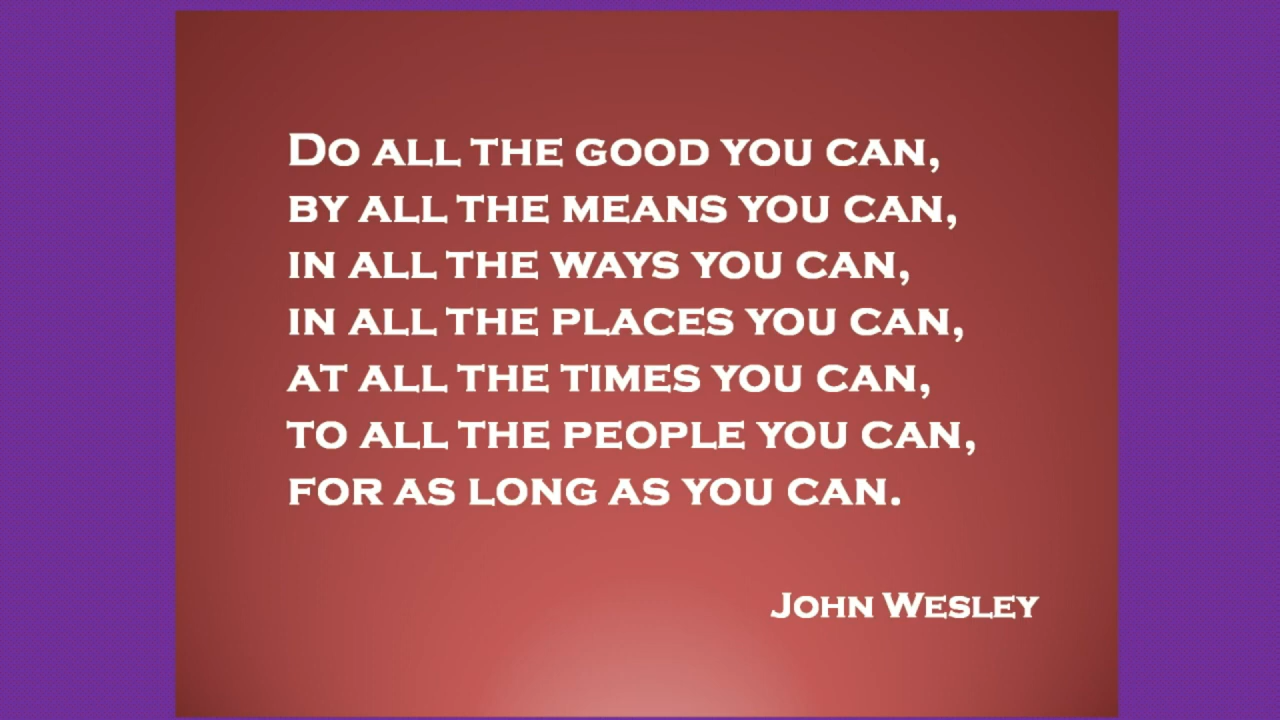 Do all the good you can,
by all the means you can,
in all the ways you can,
in all the places you can,
at all the times you can,
to all the people you can,
for as long as you can.
John Wesley